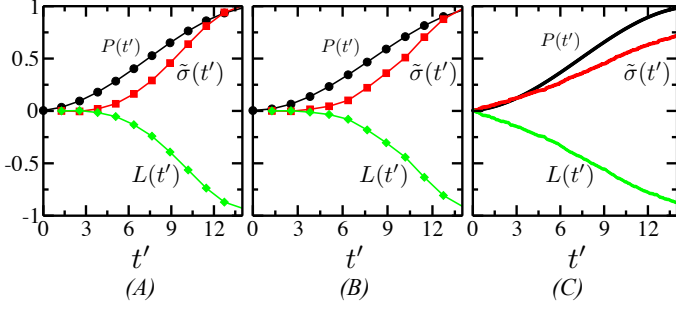 1
0.5
0
-0.5
-1
P(t′)
σ̃(t′)
L(t′)
0 3 6 9 12
t′
(A)
P(t′)
σ̃(t′)
L(t′)
0 3 6 9 12
t′
(B)
P(t′)
σ̃(t′)
L(t′)
0 3 6 9 12
t′
(C)